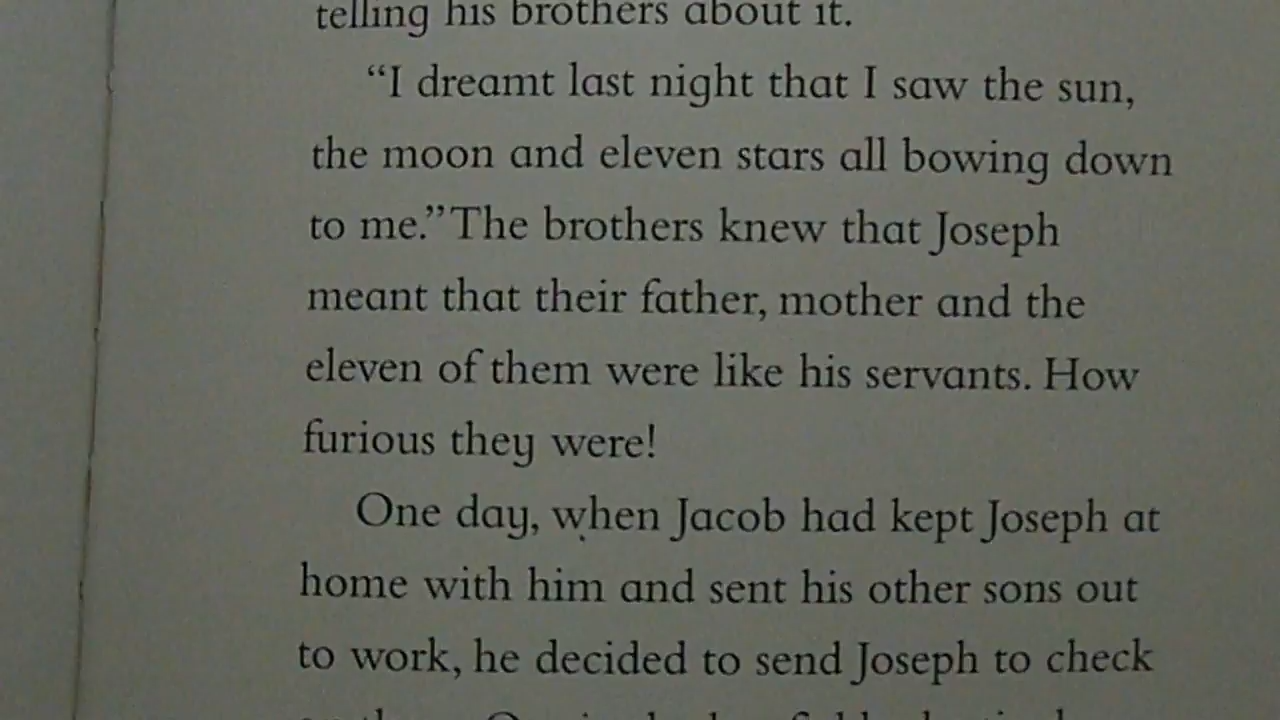 telling his brothers about it.
“I dreamt last night that I saw the sun,
the moon and eleven stars all bowing down
to me.” The brothers knew that Joseph
meant that their father, mother and the
eleven of them were like his servants. How
furious they were!
One day, when Jacob had kept Joseph at
home with him and sent his other sons out
to work, he decided to send Joseph to check